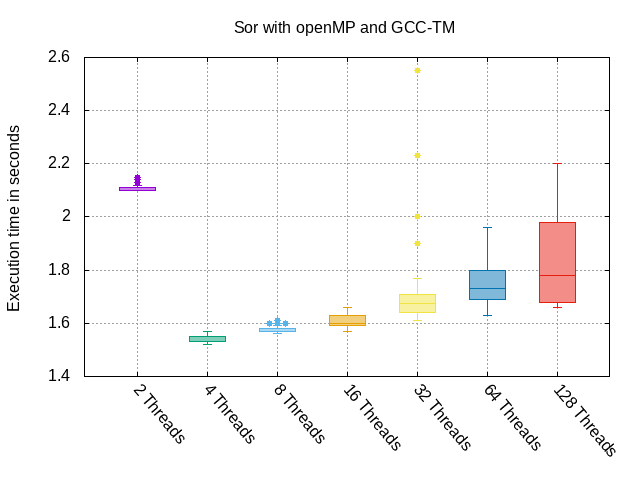 Sor with openMP and GCC-TM
Execution time in seconds
2.6
2.4
2.2
2
1.8
1.6
1.4
2 Threads
4 Threads
8 Threads
16 Threads
32 Threads
64 Threads
128 Threads